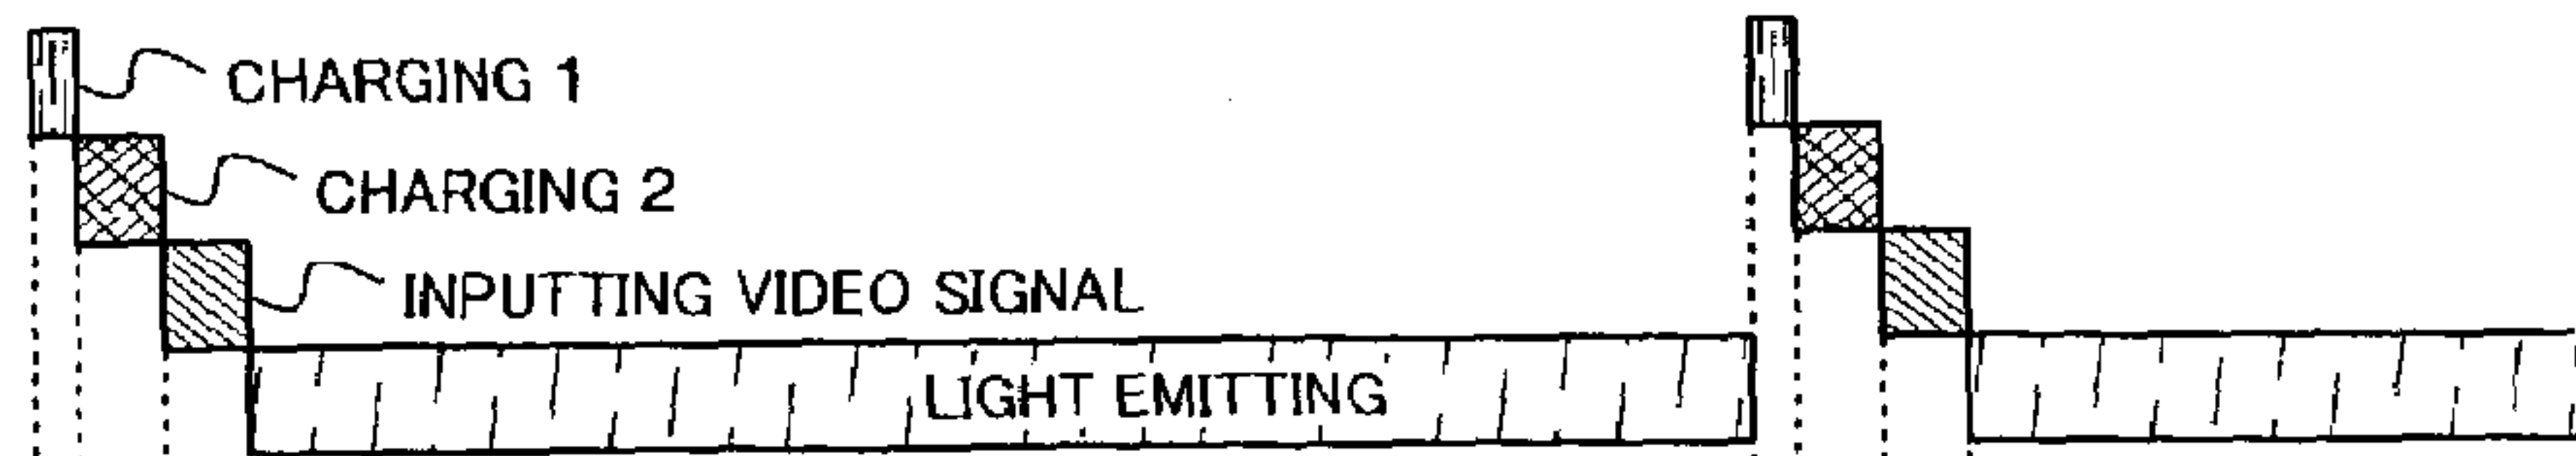 CHARGING 1
CHARGING 2
INPUTTING VIDEO SIGNAL
LIGHT EMITTING